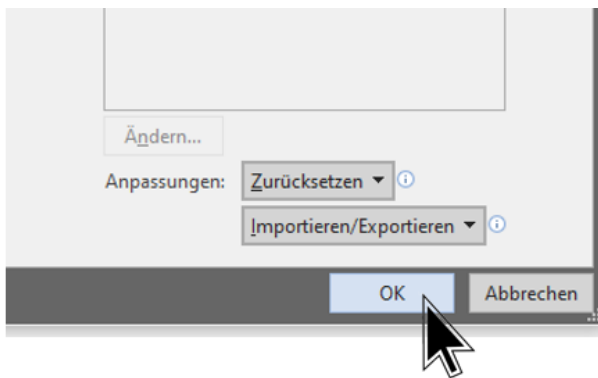 Ändern...
Anpassungen: Zurücksetzen
Importieren/Exportieren
OK Abbrechen